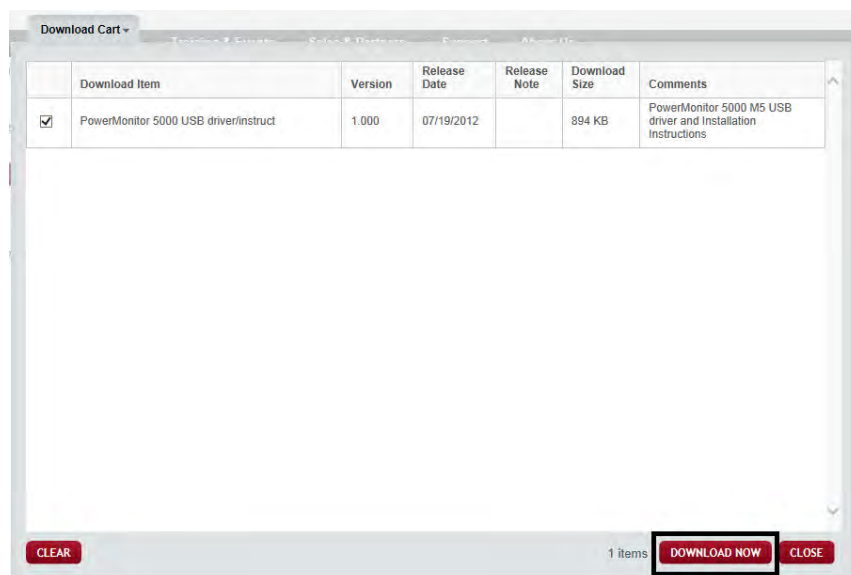 Download Cart
Download Item Version Release Date Release Note Download Size Comments
PowerMonitor 5000 USB driver/instruct 1.000 07/19/2012 894 KB PowerMonitor 5000 M5 USB driver and Installation Instructions
CLEAR 1 items DOWNLOAD NOW CLOSE